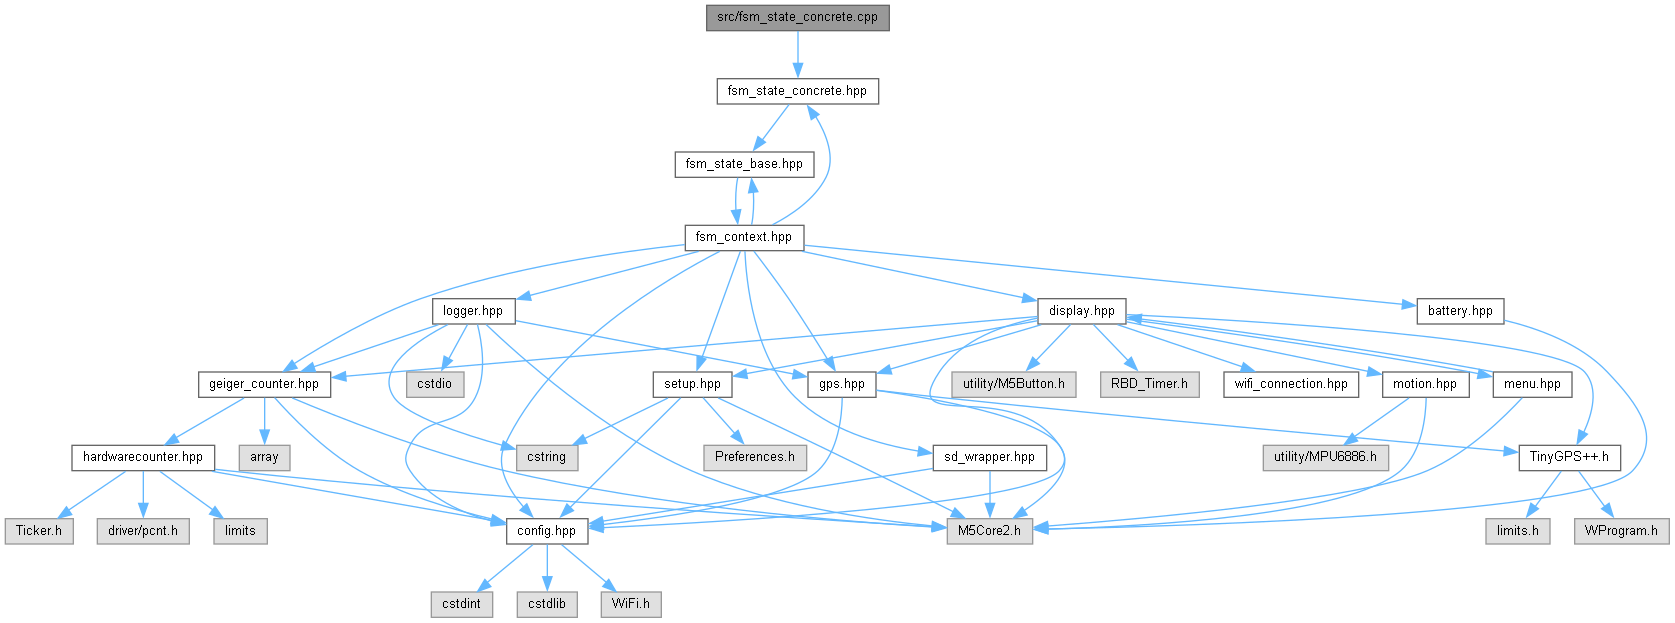 src/fsm_state_concrete.cpp
fsm_state_concrete.hpp
fsm_state_base.hpp
fsm_context.hpp
logger.hpp
display.hpp
battery.hpp
geiger_counter.hpp
cstdio
setup.hpp
gps.hpp
utility/M5Button.h
RBD_Timer.h
wifi_connection.hpp
motion.hpp
menu.hpp
hardwarecounter.hpp
array
cstring
Preferences.h
sd_wrapper.hpp
utility/MPU6886.h
TinyGPS++.h
Ticker.h
driver/pcnt.h
limits
config.hpp
M5Core2.h
limits.h
WProgram.h
cstdint
cstdlib
WiFi.h